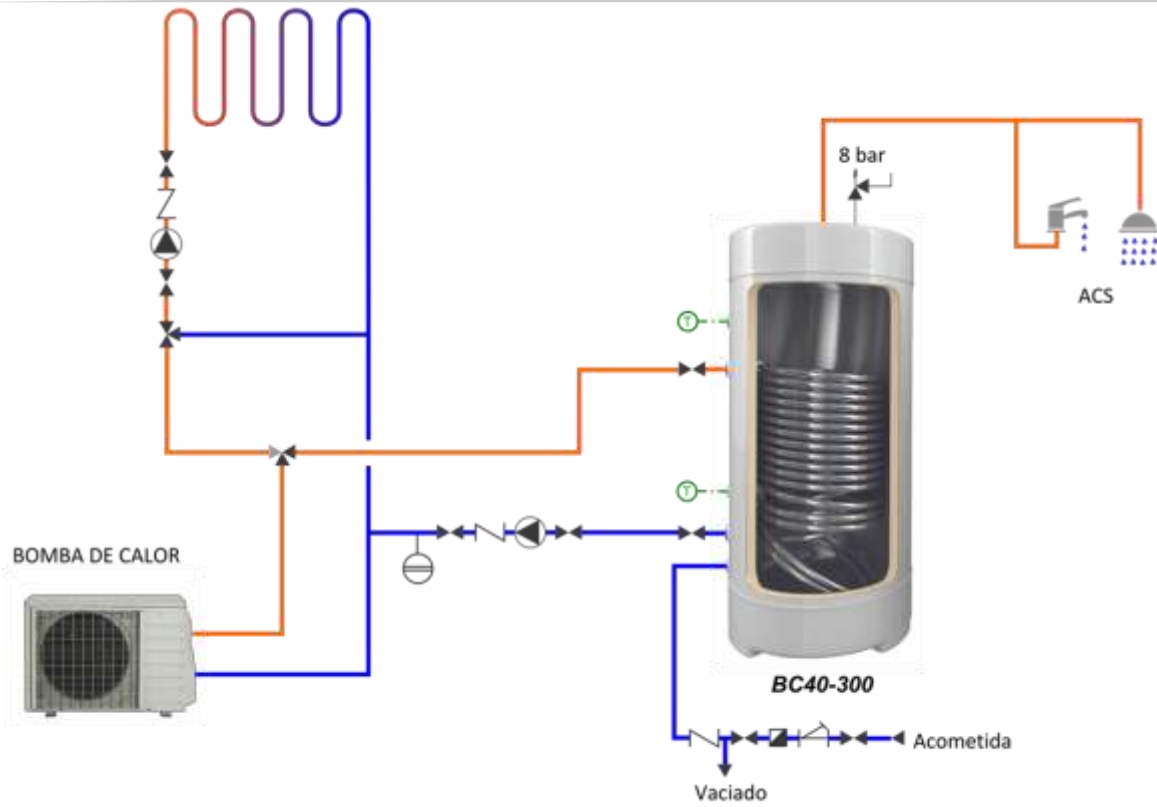 8 bar
ACS
T
T
BOMBA DE CALOR
BC40-300
Acometida
Vaciado